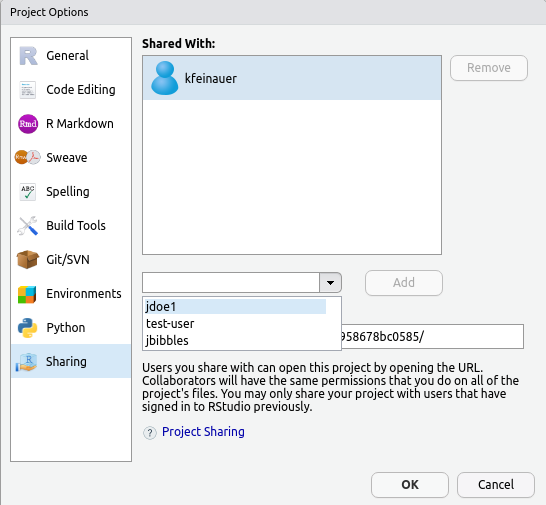 Project Options
General
Code Editing
R Markdown
Sweave
Spelling
Build Tools
Git/SVN
Environments
Python
Sharing
Shared With:
kfeinauer
Remove
Add
jdoe1
test-user
jbibbles
958678bc0585/
Users you share with can open this project by opening the URL.
Collaborators will have the same permissions that you do on all of the
project's files. You may only share your project with users that have
signed in to RStudio previously.
? Project Sharing
OK
Cancel